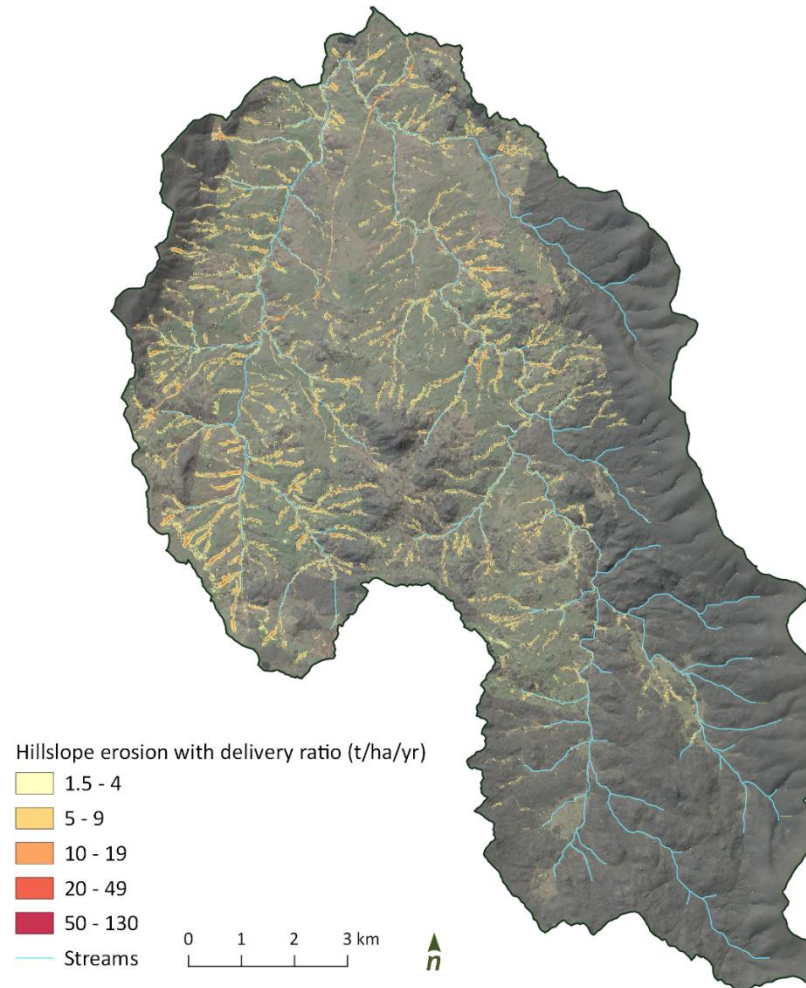 Hillslope erosion with delivery ratio (t/ha/yr)
1.5 - 4
5 - 9
10 - 19
20 - 49
50 - 130
Streams
0 1 2 3 km
n